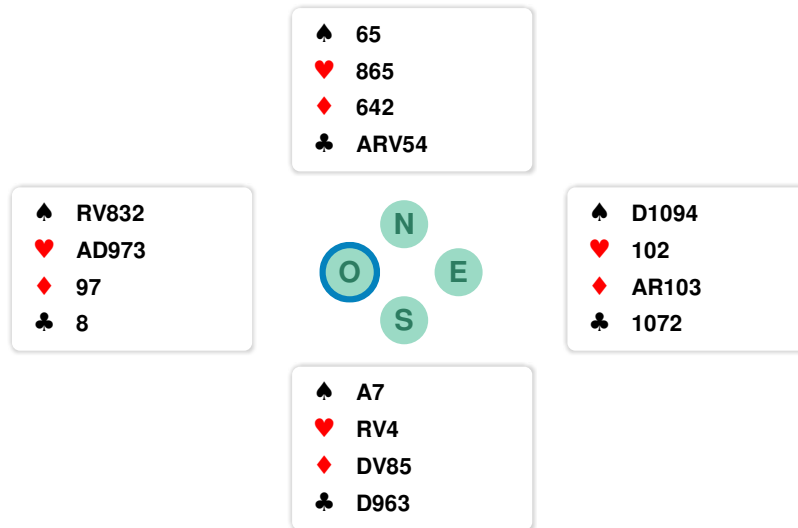 ♠ 65
♥ 865
♦ 642
♣ ARV54
♠ RV832
♥ AD973
♦ 97
♣ 8
N
O E
S
♠ D1094
♥ 102
♦ AR103
♣ 1072
♠ A7
♥ RV4
♦ DV85
♣ D963